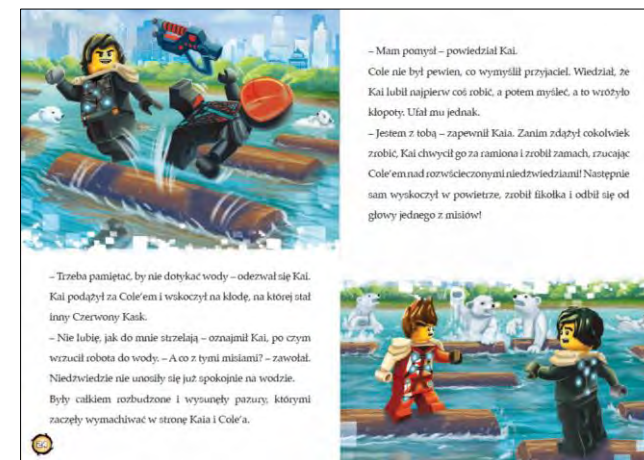 – Trzeba pamiętać, by nie dotykać wody – odezwał się Kai.
Kai podążył za Cole'em i wskoczył na kłodę, na której stał
inny Czerwony Kask.
– Nie lubię, jak do mnie strzelają – oznajmił Kai, po czym
wrzucił robota do wody. – A co z tymi misiami? – zawołał.
Niedźwiedzie nie unosiły się już spokojnie na wodzie.
Były całkiem rozbudzone i wysunęły pazury, którymi
zaczęły wymachiwać w stronę Kaia i Cole'a.
– Mam pomysł – powiedział Kai.
Cole nie był pewien, co wymyślił przyjaciel. Wiedział, że
Kai lubił najpierw coś robić, a potem myśleć, a to wróżyło
kłopoty. Ufał mu jednak.
– Jestem z tobą – zapewnił Kaia. Zanim zdążył cokolwiek
zrobić, Kai chwycił go za ramiona i zrobił zamach, rzucając
Cole'em nad rozwścieczonymi niedźwiedziami! Następnie
sam wyskoczył w powietrze, zrobił fikołka i odbił się od
głowy jednego z misiów!